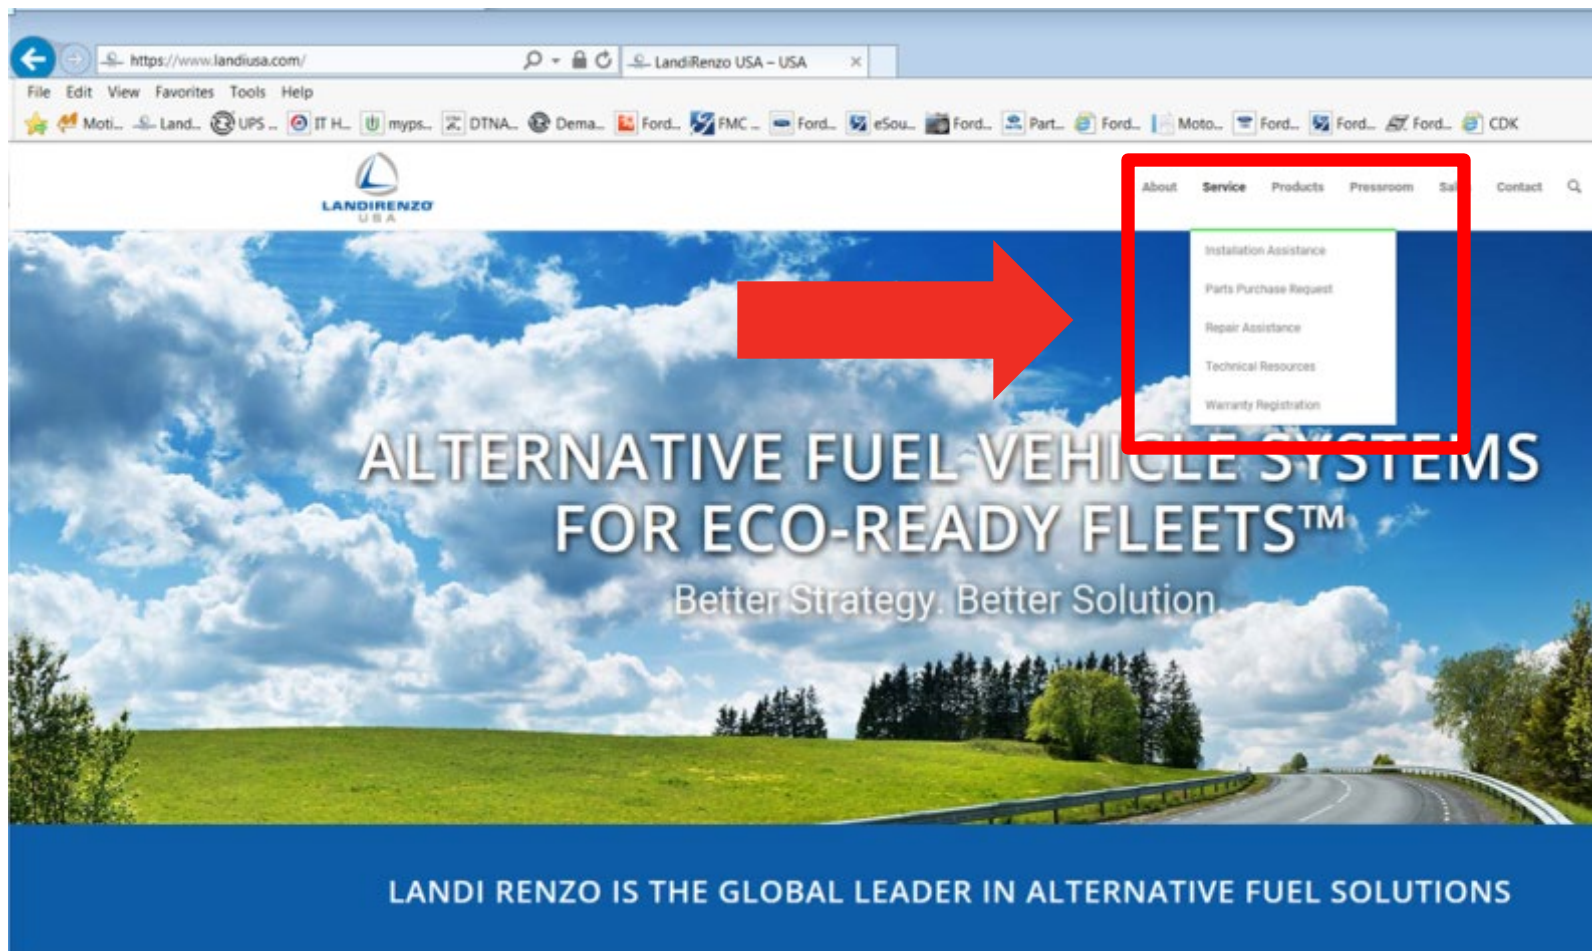 https://www.landiusa.com/
LandiRenzo USA – USA
File Edit View Favorites Tools Help
Moti... Land... UPS ... IT H... myps... DTNA... Dema... Ford... FMC ... Ford... eSou... Ford... Part... Ford... Moto... Ford... Ford... Ford... CDK
LANDIRENZO
USA
About Service Products Pressroom Contact
Installation Assistance
Parts Purchase Request
Repair Assistance
Technical Resources
Warranty Registration
ALTERNATIVE FUEL VEHICLE SYSTEMS
FOR ECO-READY FLEETS™
Better Strategy. Better Solution.
LANDI RENZO IS THE GLOBAL LEADER IN ALTERNATIVE FUEL SOLUTIONS